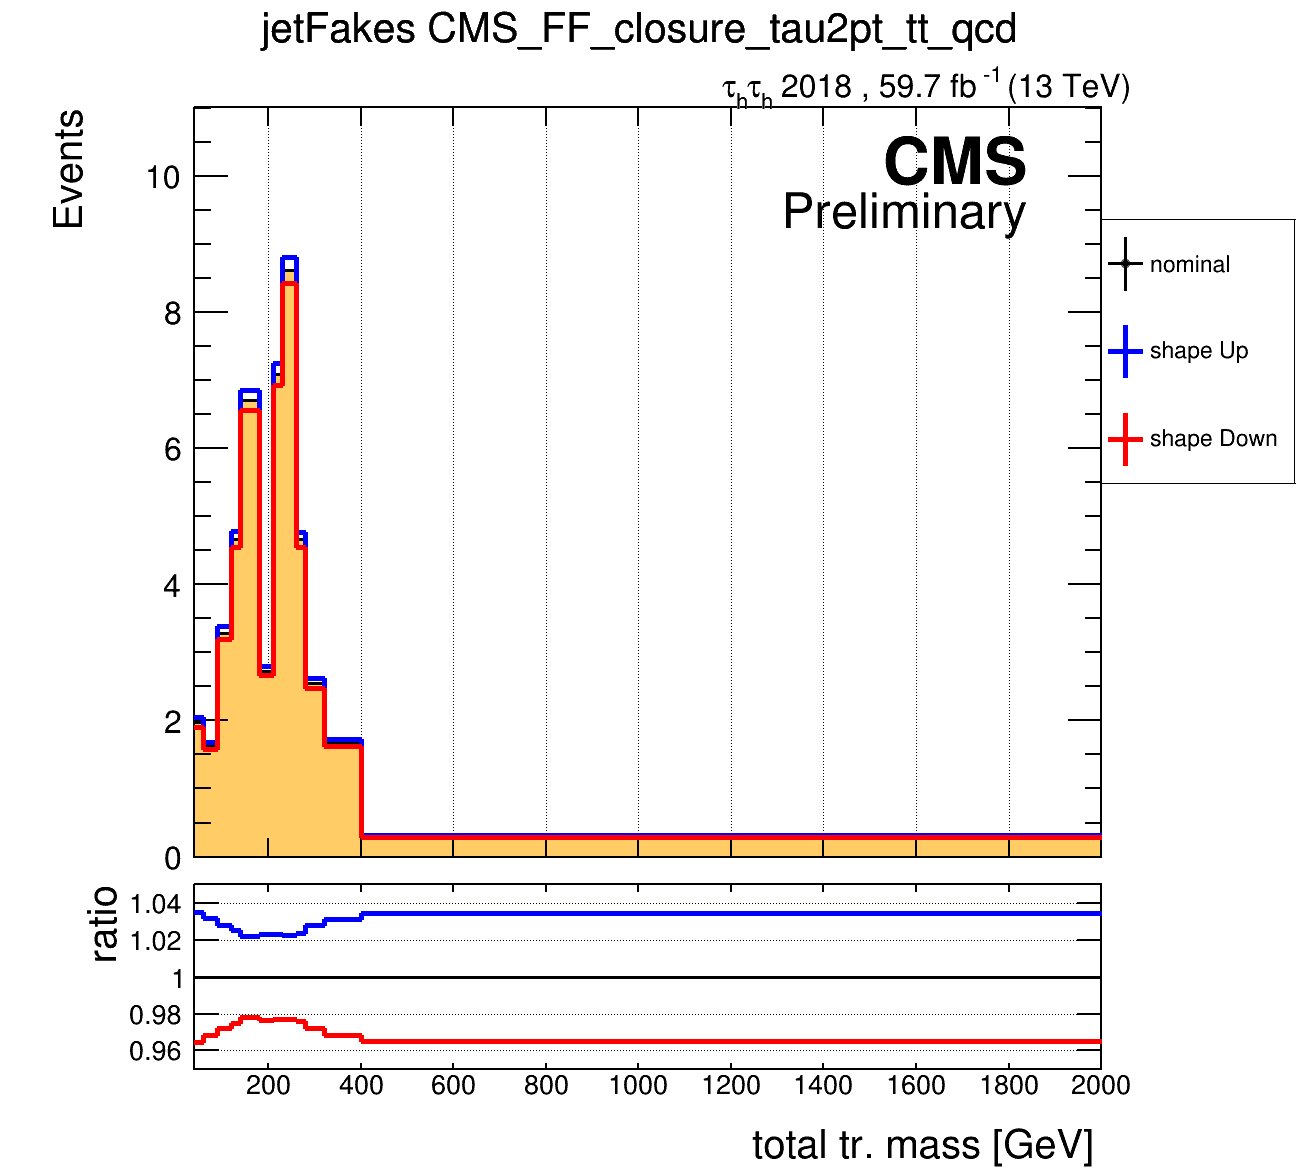 jetFakes CMS_FF_closure_tau2pt_tt_qcd
τhτh 2018 , 59.7 fb -1 (13 TeV)
Events
CMS
Preliminary
10
8
6
4
2
0
nominal
shape Up
shape Down
ratio
1.04
1.02
1
0.98
0.96
200 400 600 800 1000 1200 1400 1600 1800 2000
total tr. mass [GeV]